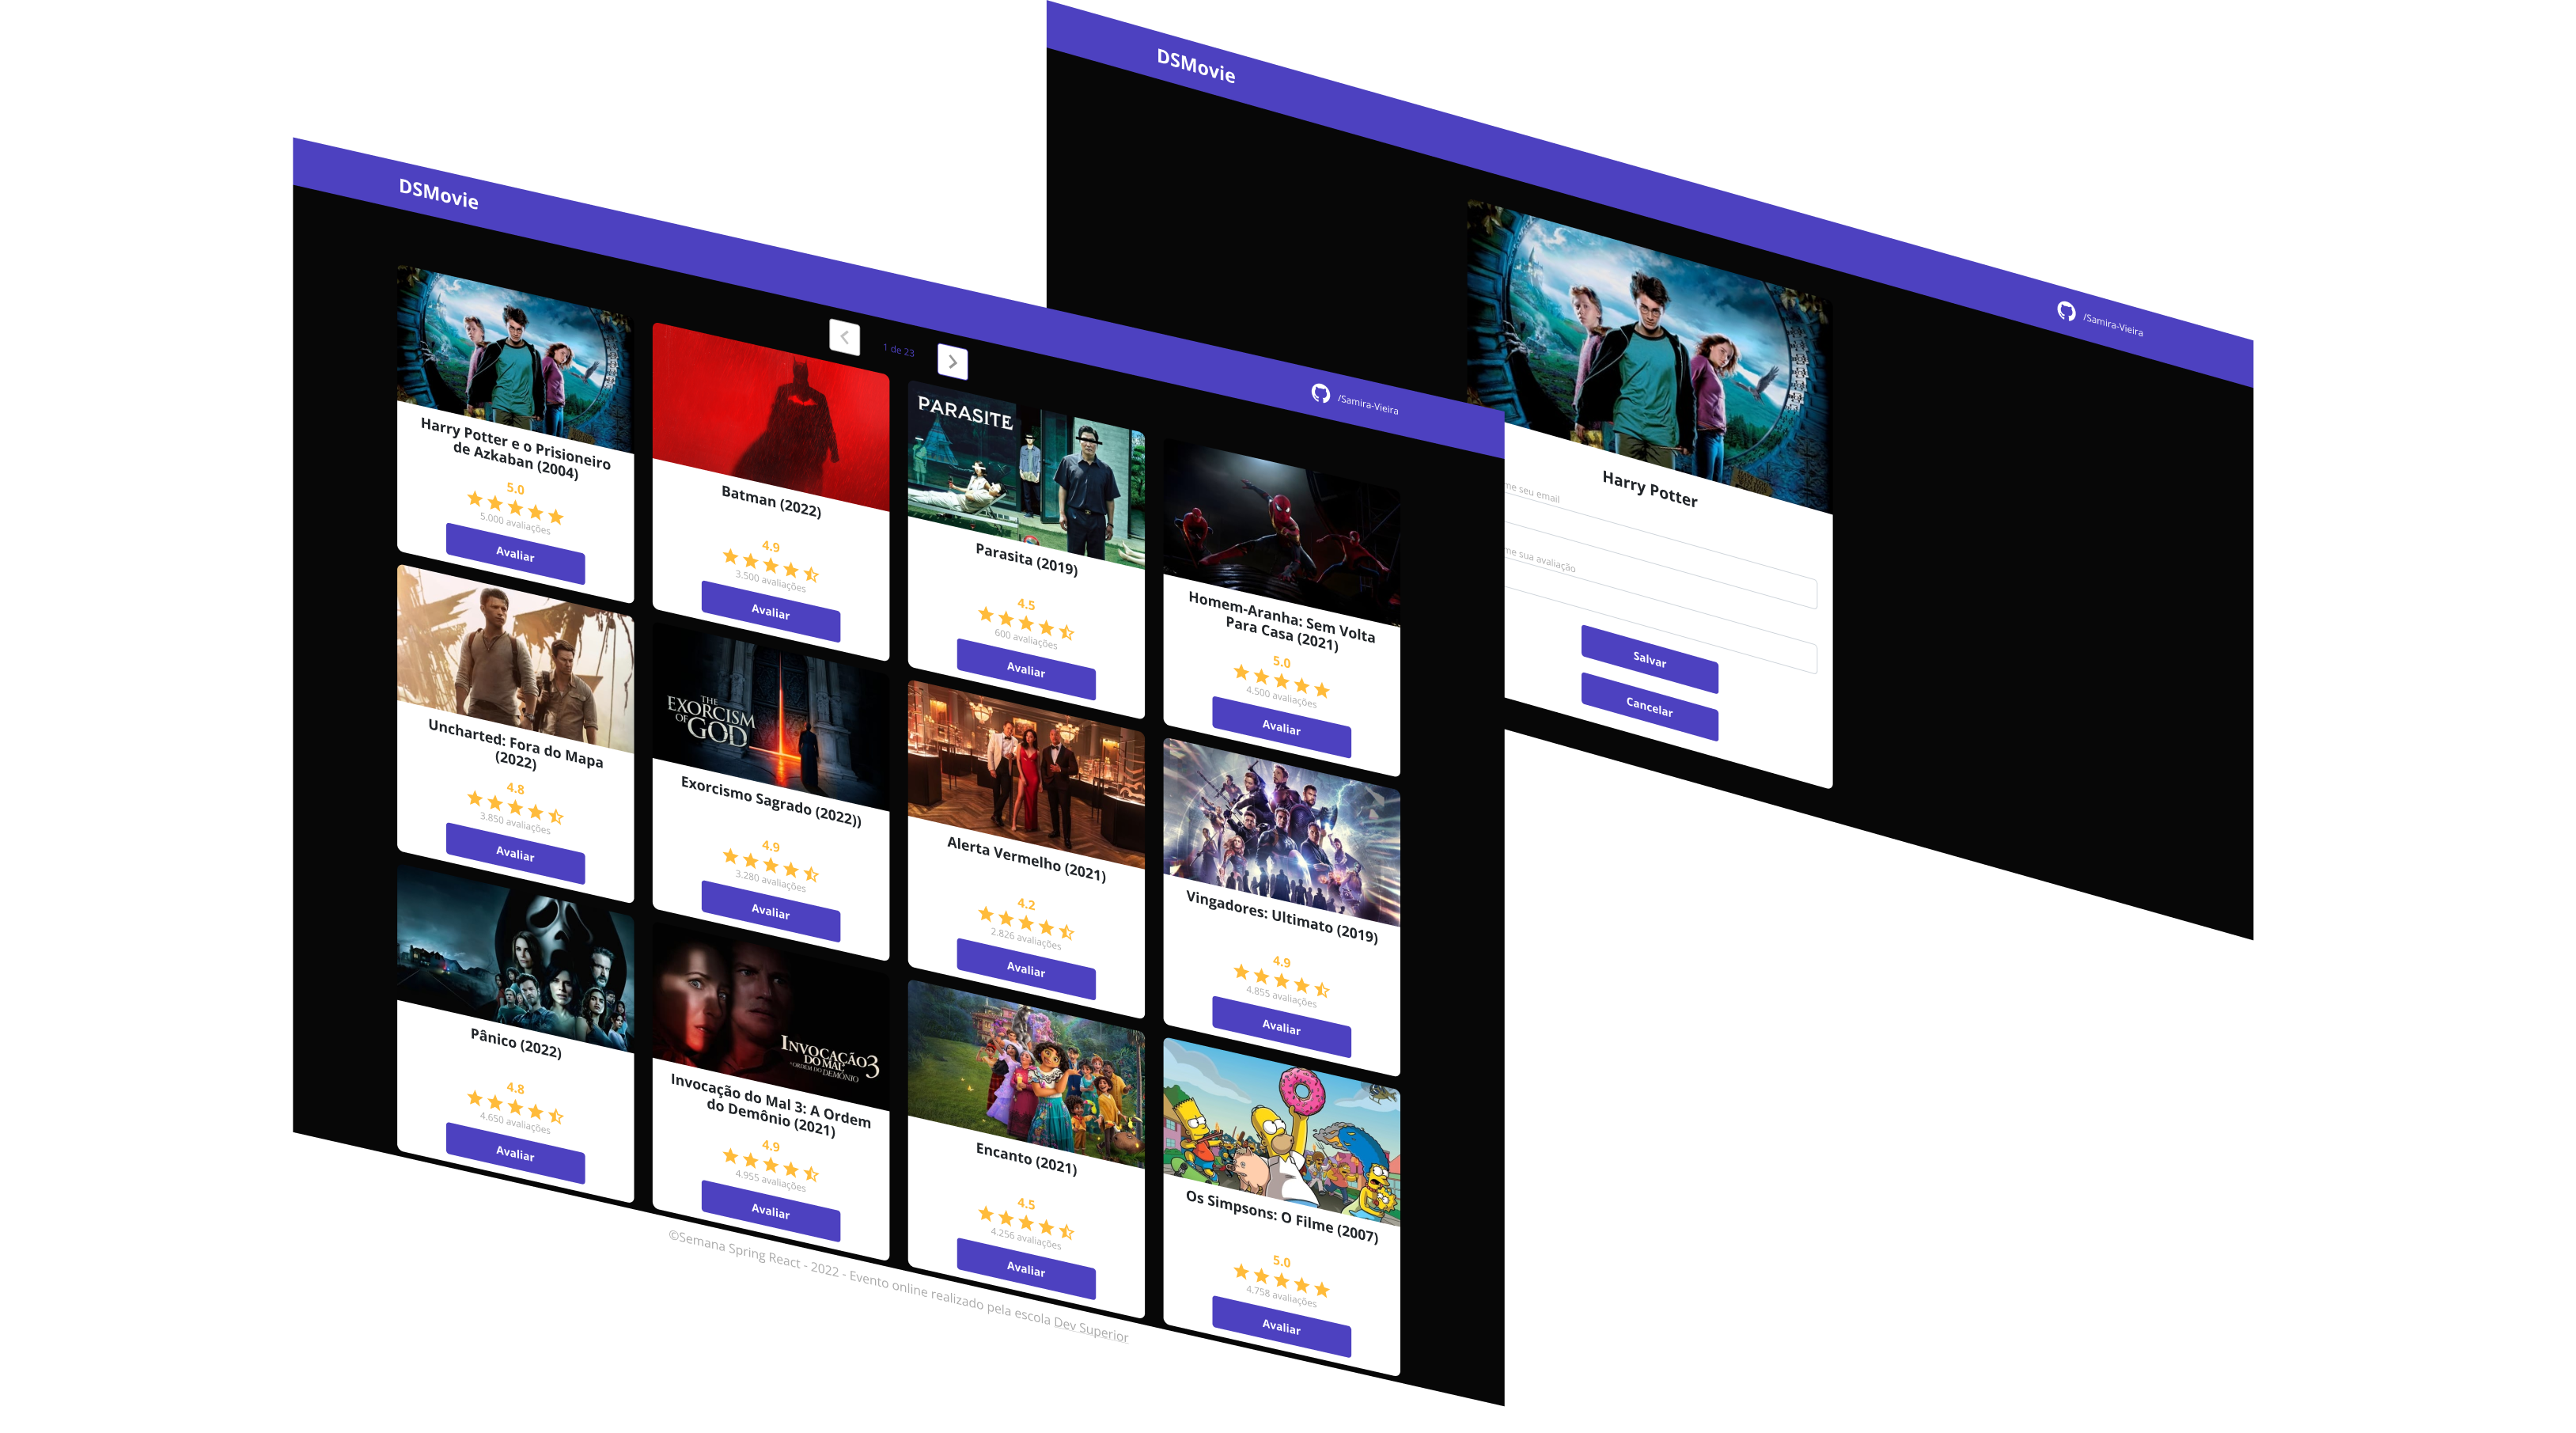 DSMovie
/Samira-Vieira
1 de 23
Harry Potter e o Prisioneiro
de Azkaban (2004)
5.0
5.000 avaliações
Avaliar
Batman (2022)
4.9
3.500 avaliações
Avaliar
PARASITE
Parasita (2019)
4.5
600 avaliações
Avaliar
Homem-Aranha: Sem Volta
Para Casa (2021)
5.0
4.500 avaliações
Avaliar
Uncharted: Fora do Mapa
(2022)
4.8
3.850 avaliações
Avaliar
THE
EXORCISM
OF GOD
Exorcismo Sagrado (2022))
4.9
3.280 avaliações
Avaliar
Alerta Vermelho (2021)
4.2
2.826 avaliações
Avaliar
Vingadores: Ultimato (2019)
4.9
4.855 avaliações
Avaliar
Pânico (2022)
4.8
4.650 avaliações
Avaliar
INVOCAÇÃO
DO MAL 3
A ORDEM DO DEMÔNIO
Invocação do Mal 3: A Ordem
do Demônio (2021)
4.9
4.955 avaliações
Avaliar
Encanto (2021)
4.5
4.256 avaliações
Avaliar
Os Simpsons: O Filme (2007)
5.0
4.758 avaliações
Avaliar
©Semana Spring React - 2022 - Evento online realizado pela escola Dev Superior
DSMovie
/Samira-Vieira
Harry Potter
me seu email
me sua avaliação
Salvar
Cancelar